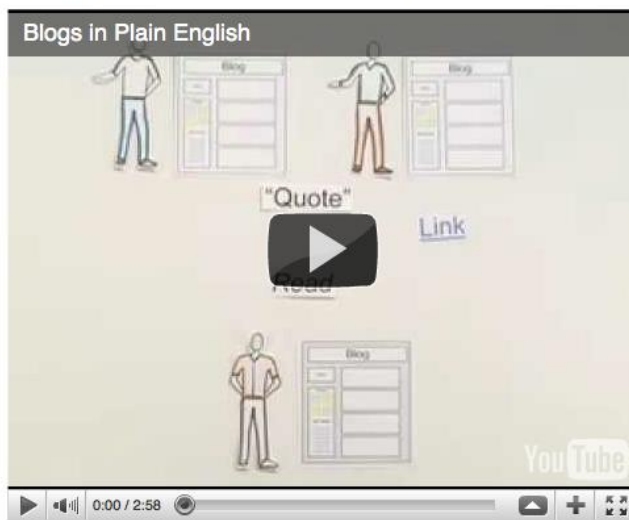 Blogs in Plain English
Blog
Blog
"Quote"
Link
Read
Blog
YouTube
0:00 / 2:58